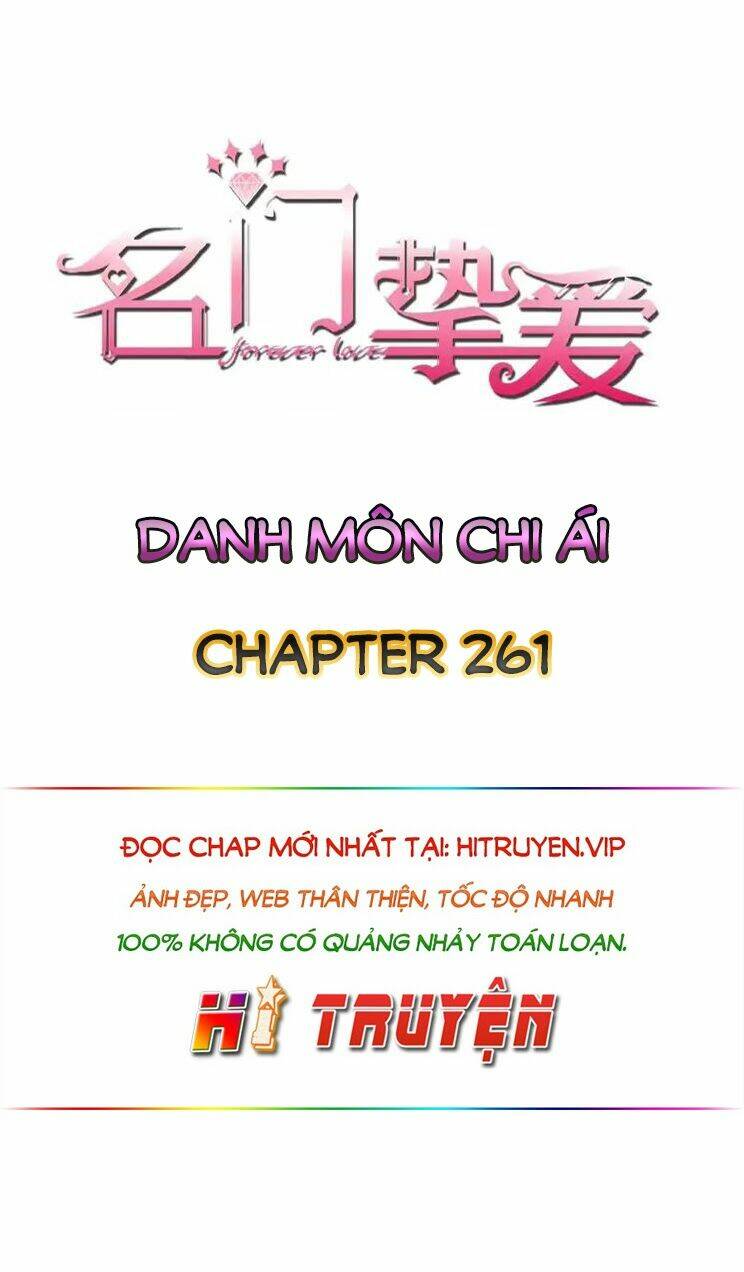 名门挚爱
forever love
DANH MÔN CHI ÁI
CHAPTER 261
ĐỌC CHAP MỚI NHẤT TẠI: HITRUYEN.VIP
ẢNH ĐẸP, WEB THÂN THIỆN, TỐC ĐỘ NHANH
100% KHÔNG CÓ QUẢNG NHẢY TOÁN LOẠN.
HI TRUYỆN